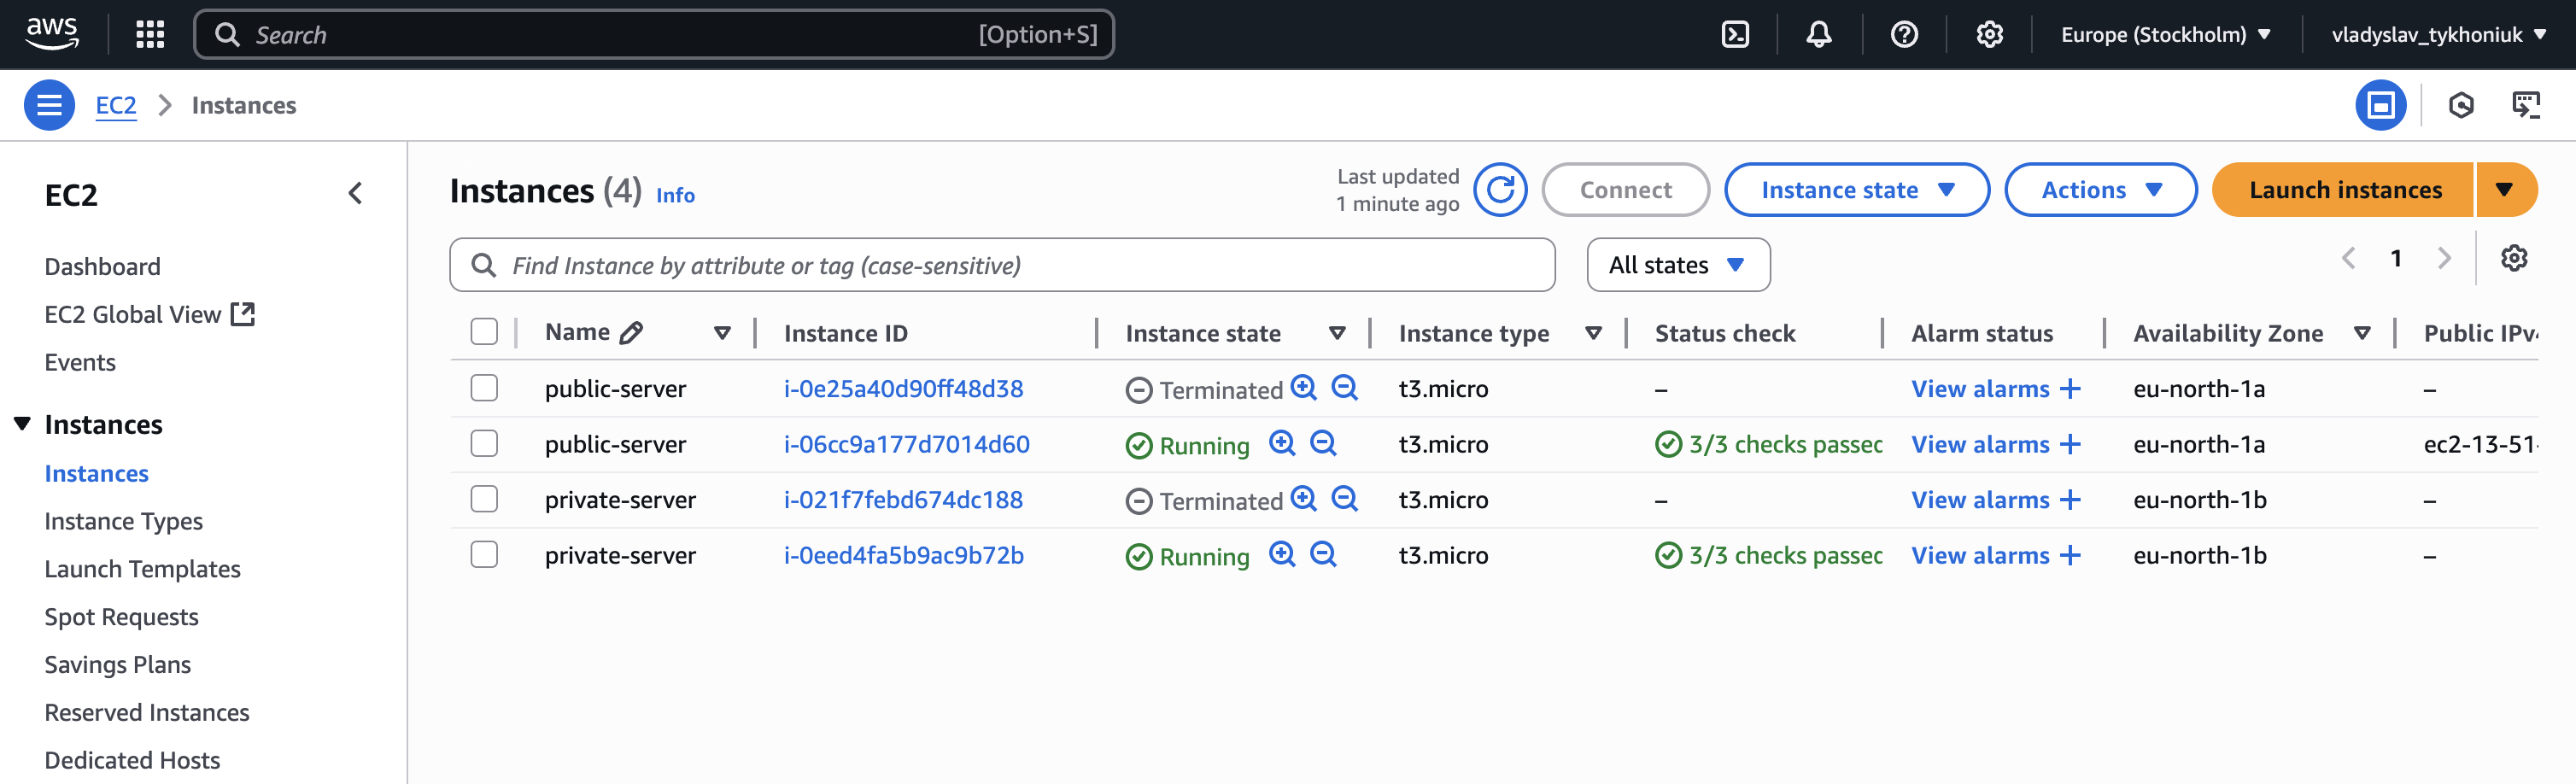 aws
Search [Option+S]
Europe (Stockholm)
vladyslav_tykhoniuk
EC2 Instances
EC2
Dashboard
EC2 Global View
Events
Instances
Instances
Instance Types
Launch Templates
Spot Requests
Savings Plans
Reserved Instances
Dedicated Hosts
Instances (4) Info
Last updated
1 minute ago
Connect
Instance state
Actions
Launch instances
Find Instance by attribute or tag (case-sensitive)
All states
1
Name Instance ID Instance state Instance type Status check Alarm status Availability Zone Public IPv4
public-server i-0e25a40d90ff48d38 Terminated t3.micro – View alarms + eu-north-1a –
public-server i-06cc9a177d7014d60 Running t3.micro 3/3 checks passec View alarms + eu-north-1a ec2-13-51-
private-server i-021f7febd674dc188 Terminated t3.micro – View alarms + eu-north-1b –
private-server i-0eed4fa5b9ac9b72b Running t3.micro 3/3 checks passec View alarms + eu-north-1b –